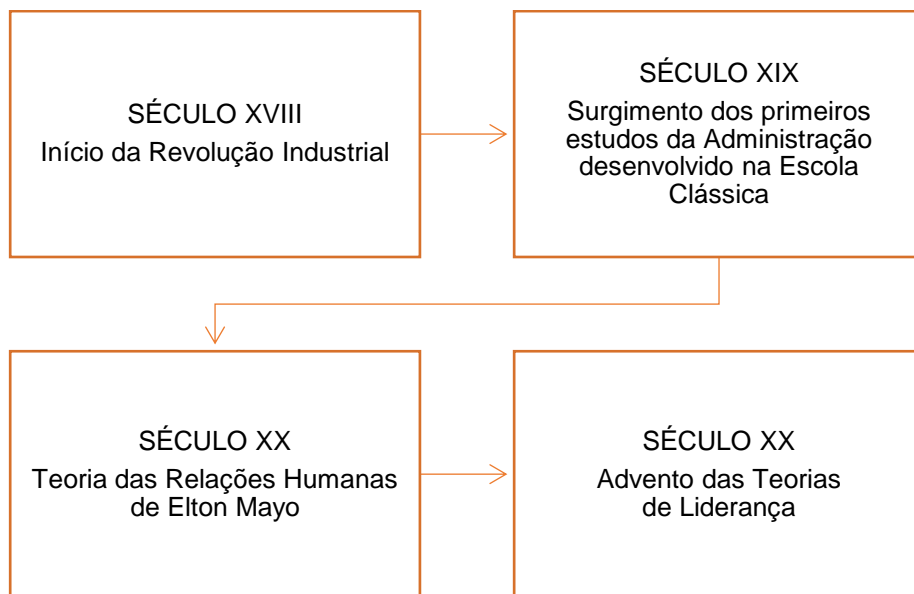 SÉCULO XVIII
Início da Revolução Industrial
SÉCULO XIX
Surgimento dos primeiros
estudos da Administração
desenvolvido na Escola
Clássica
SÉCULO XX
Teoria das Relações Humanas
de Elton Mayo
SÉCULO XX
Advento das Teorias
de Liderança